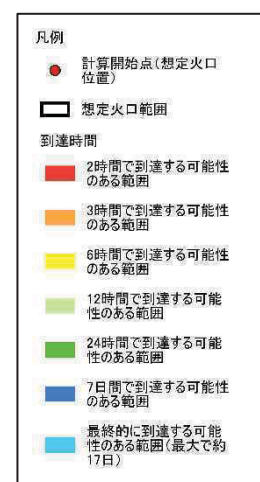 凡例
計算開始点(想定火口
位置)
想定火口範囲
到達時間
2時間で到達する可能性
のある範囲
3時間で到達する可能性
のある範囲
6時間で到達する可能性
のある範囲
12時間で到達する可能
性のある範囲
24時間で到達する可能
性のある範囲
7日間で到達する可能性
のある範囲
最終的に到達する可能
性のある範囲(最大で約
17日)